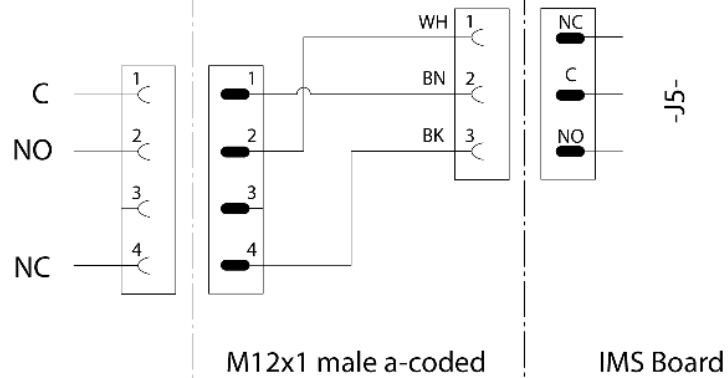 WH 1 NC
C 1 1 BN 2 C
NO 2 2 BK 3 NO
3 3
NC 4 4
-J5-
M12x1 male a-coded IMS Board